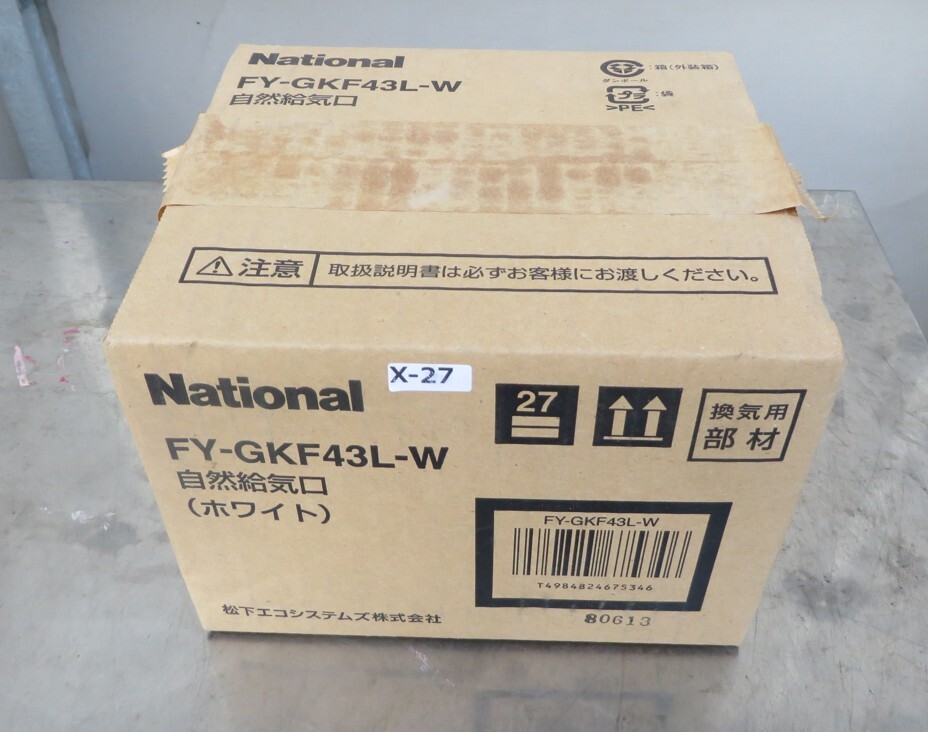 National
FY-GKF43L-W
自然給気口
ダンボール
:箱(外装箱)
プラ
:袋
>PE<
注意
取扱説明書は必ずお客様にお渡しください。
National
X-27
27
FY-GKF43L-W
自然給気口
(ホワイト)
換気用
部材
FY-GKF43L-W
T4984824675346
松下エコシステムズ株式会社
80613